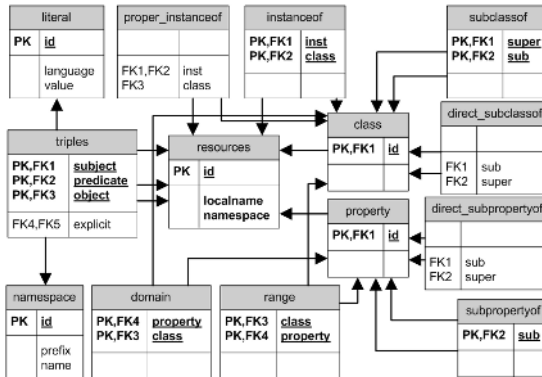 literal
PK id
language
value
proper_instanceof
FK1,FK2 inst
FK3 class
instanceof
PK,FK1 inst
PK,FK2 class
subclassof
PK,FK1 super
PK,FK2 sub
triples
PK,FK1 subject
PK,FK2 predicate
PK,FK3 object
FK4,FK5 explicit
resources
PK id
localname
namespace
class
PK,FK1 id
direct_subclassof
FK1 sub
FK2 super
property
PK,FK1 id
direct_subpropertyof
FK1 sub
FK2 super
namespace
PK id
prefix
name
domain
PK,FK4 property
PK,FK3 class
range
PK,FK3 class
PK,FK4 property
subpropertyof
PK,FK2 sub